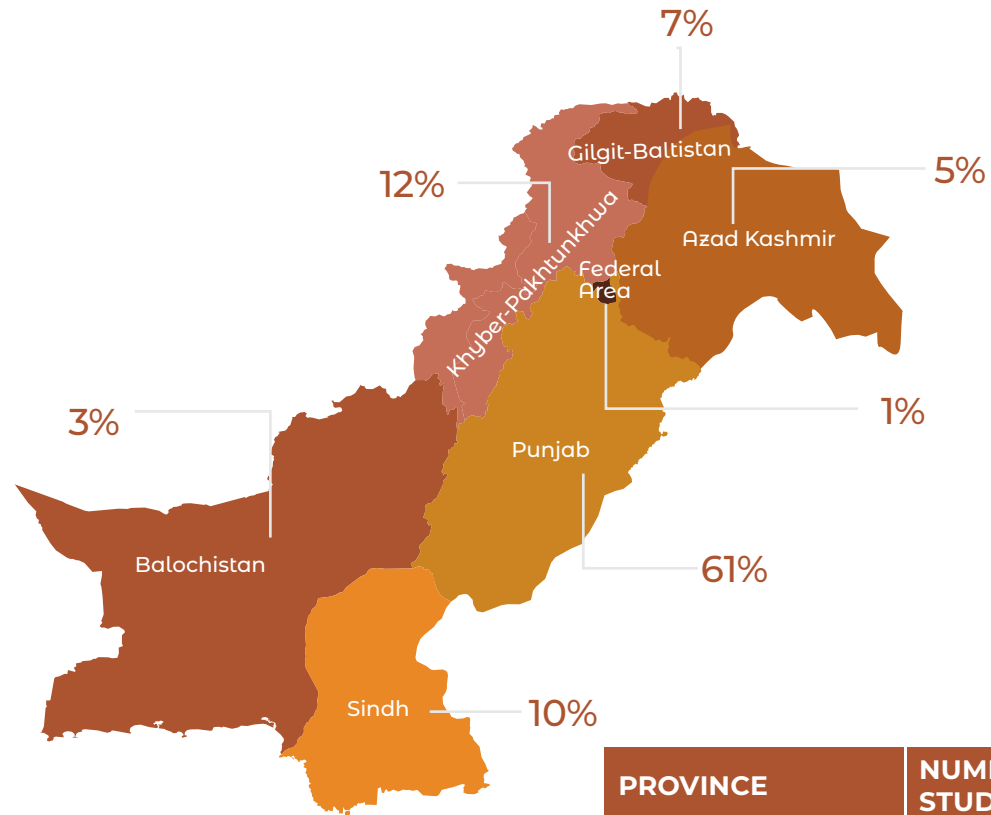 7%
Gilgit-Baltistan
12%
5%
Khyber-Pakhtunkhwa
Azad Kashmir
Federal
Area
3%
1%
Punjab
Balochistan
61%
Sindh
10%
PROVINCE